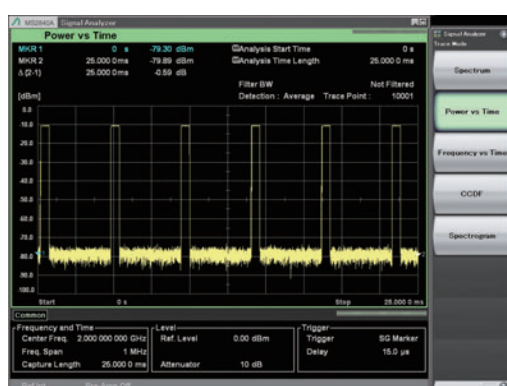 MS2840A Signal Analyzer
Power vs Time
MKR 1 0 s -79.30 dBm Analysis Start Time 0 s
MKR 2 25.000 0 ms -79.89 dBm Analysis Time Length 25.000 0 ms
Δ(2-1) 25.000 0 ms -0.59 dB
Filter BW Not Filtered
[dBm] Detection : Average Trace Point : 10001
0.0
-10.0
-20.0
-30.0
-40.0
-50.0
-60.0
-70.0
-80.0
-90.0
-100.0
1
2
Start 0 s Stop 25.000 0 ms
Common
Frequency and Time
Center Freq. 2.000 000 000 GHz
Freq. Span 1 MHz
Capture Length 25.000 0 ms
Level
Ref. Level 0.00 dBm
Attenuator 10 dB
Trigger
Trigger SG Marker
Delay 15.0 µs
Signal Analyzer
Trace Mode
Spectrum
Power vs Time
Frequency vs Time
CCDF
Spectrogram